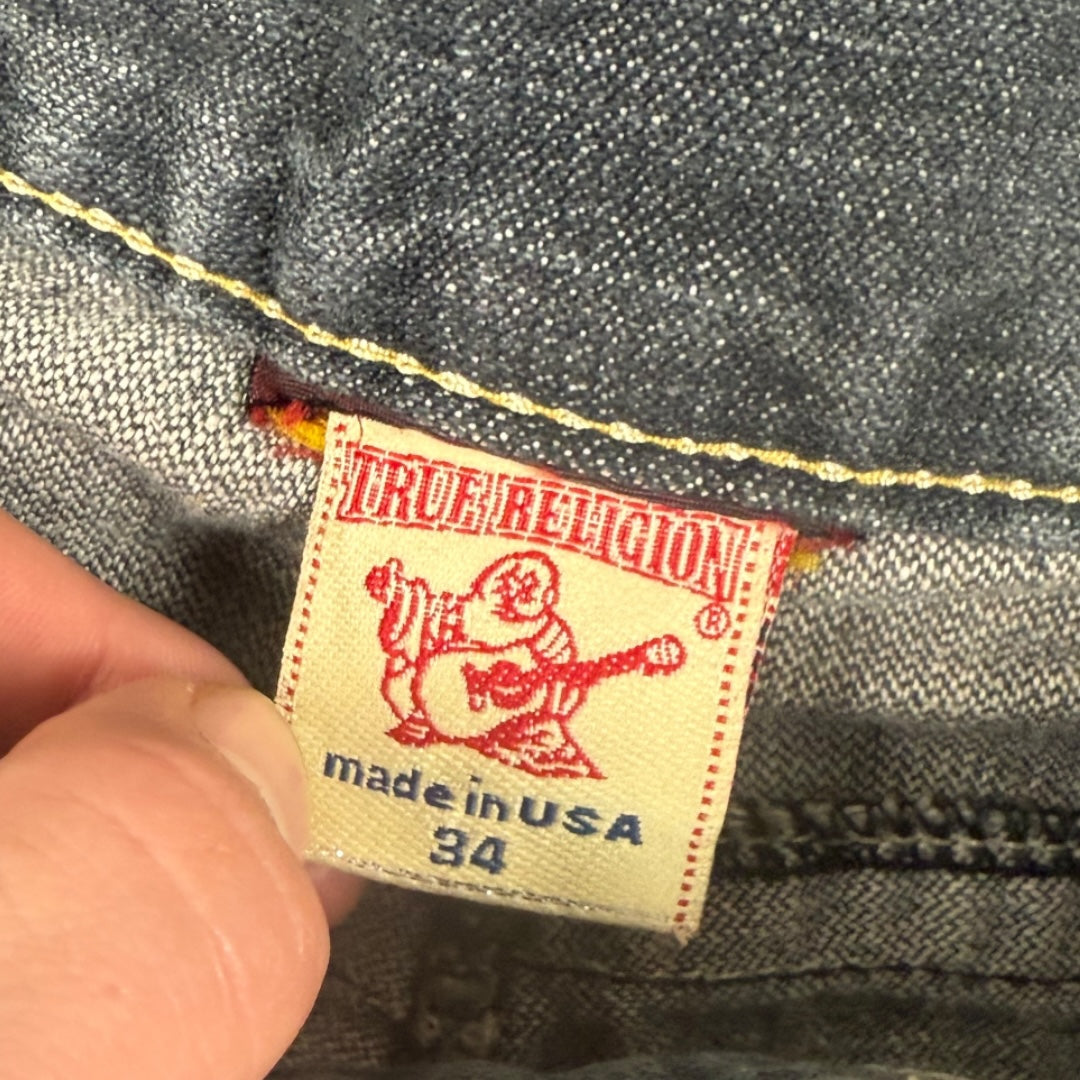 TRUE RELIGION
®
made in USA
34